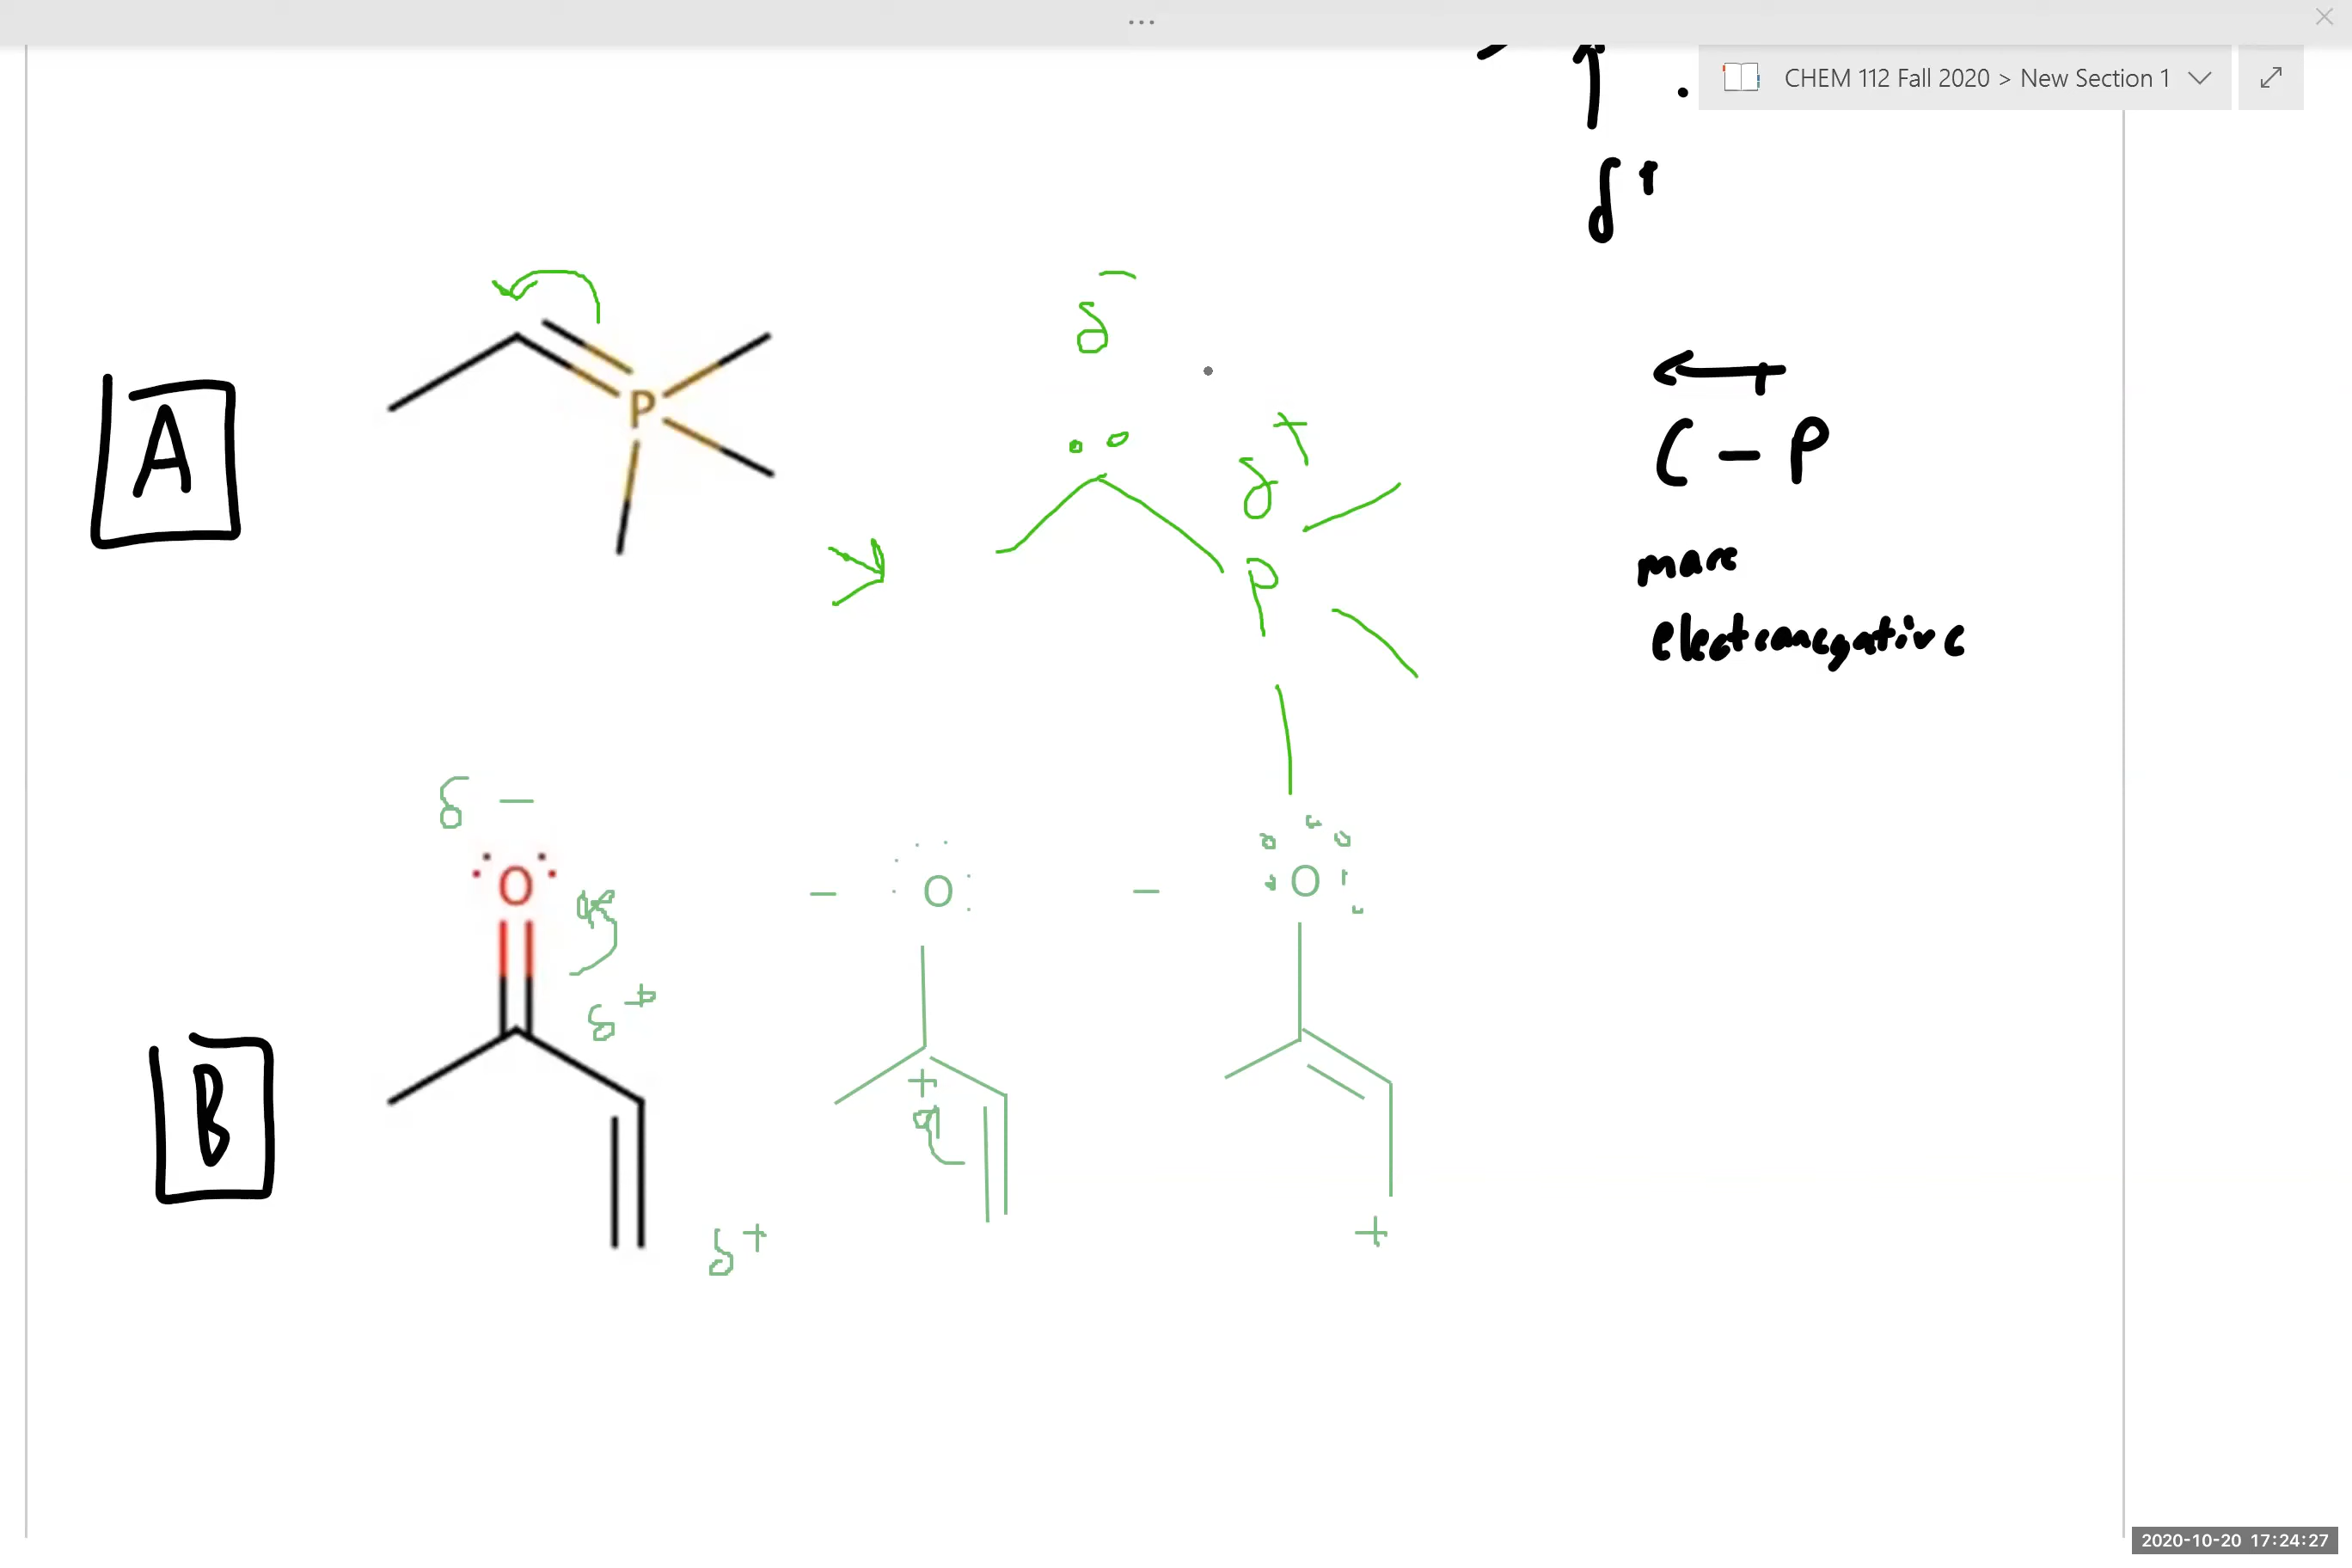 CHEM 112 Fall 2020 > New Section 1
δ+
δ-
A
P
δ+
P
C - P
more
electronegative
δ -
O
- O
- O
δ+
+
B
δ+
+
2020-10-20 17:24:27